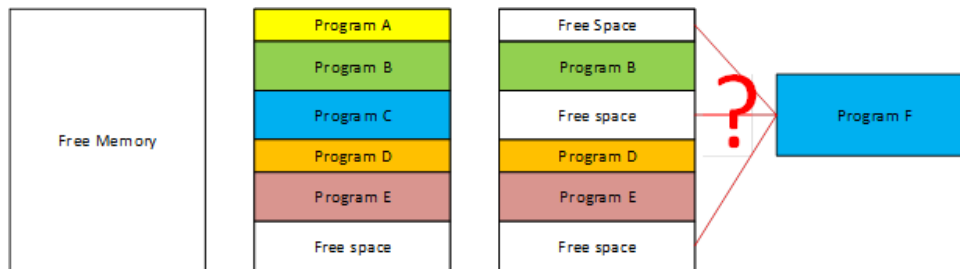 Free Memory
Program A
Program B
Program C
Program D
Program E
Free space
Free Space
Program B
Free space
Program D
Program E
Free space
?
Program F